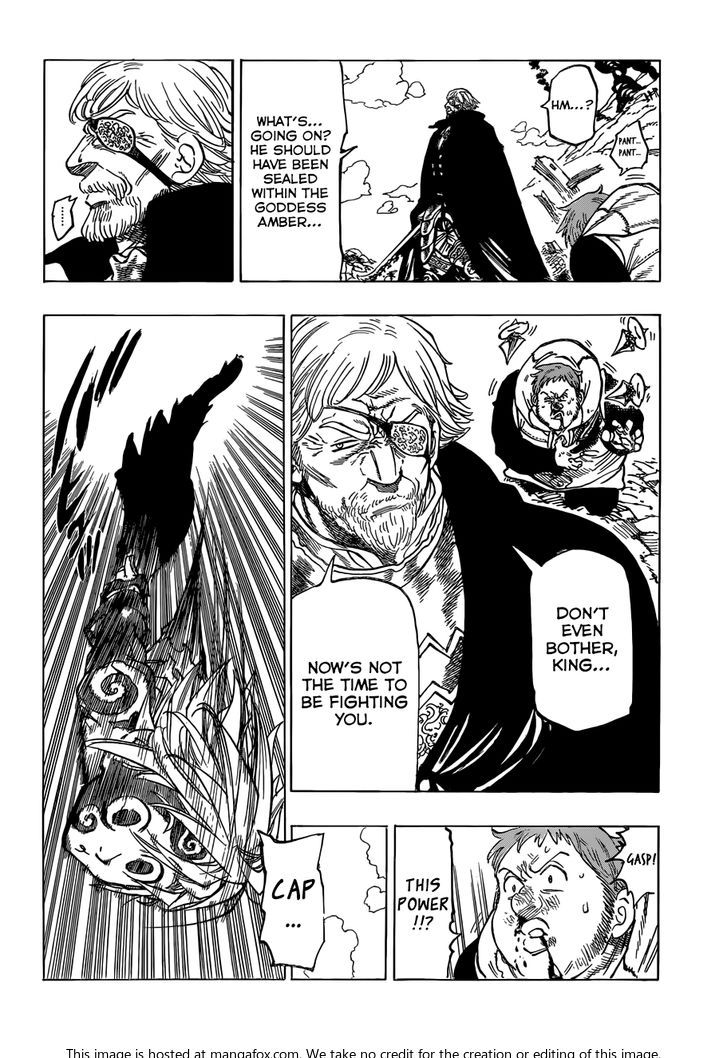 HM...?
PANT...
PANT...
WHAT'S...
GOING ON?
HE SHOULD
HAVE BEEN
SEALED
WITHIN THE
GODDESS
AMBER...
......
DON'T
EVEN
BOTHER,
KING...
NOW'S NOT
THE TIME TO
BE FIGHTING
YOU.
GASP!
THIS
POWER
!!?
CAP
...
This image is hosted at mangafox.com. We take no credit for the creation or editing of this image.